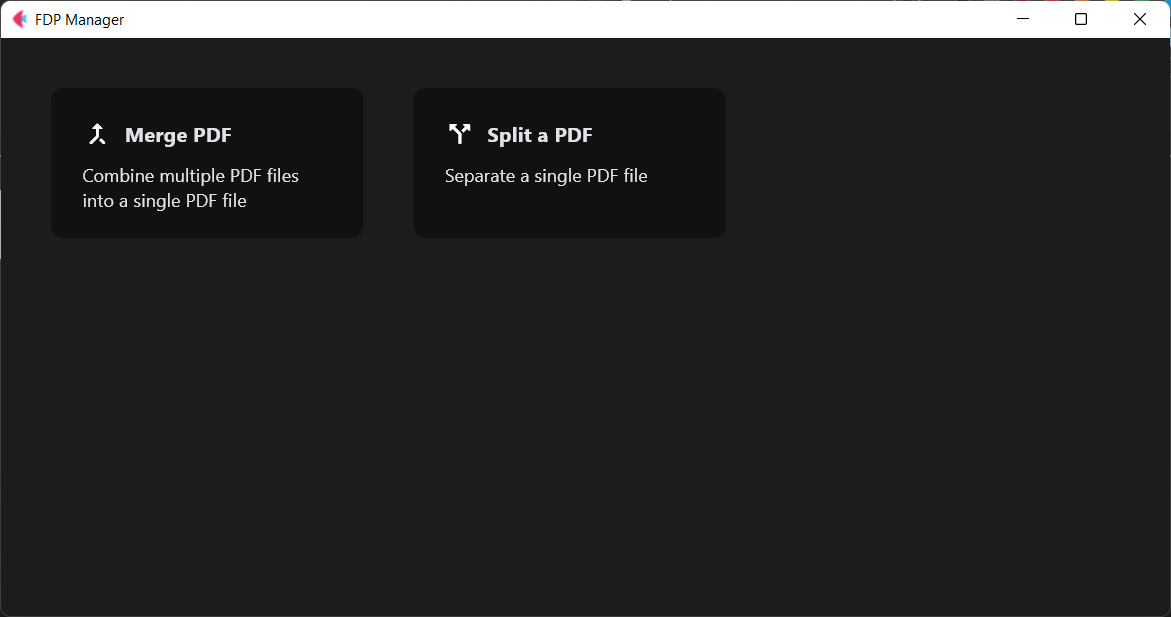 FDP Manager
Merge PDF
Combine multiple PDF files
into a single PDF file
Split a PDF
Separate a single PDF file